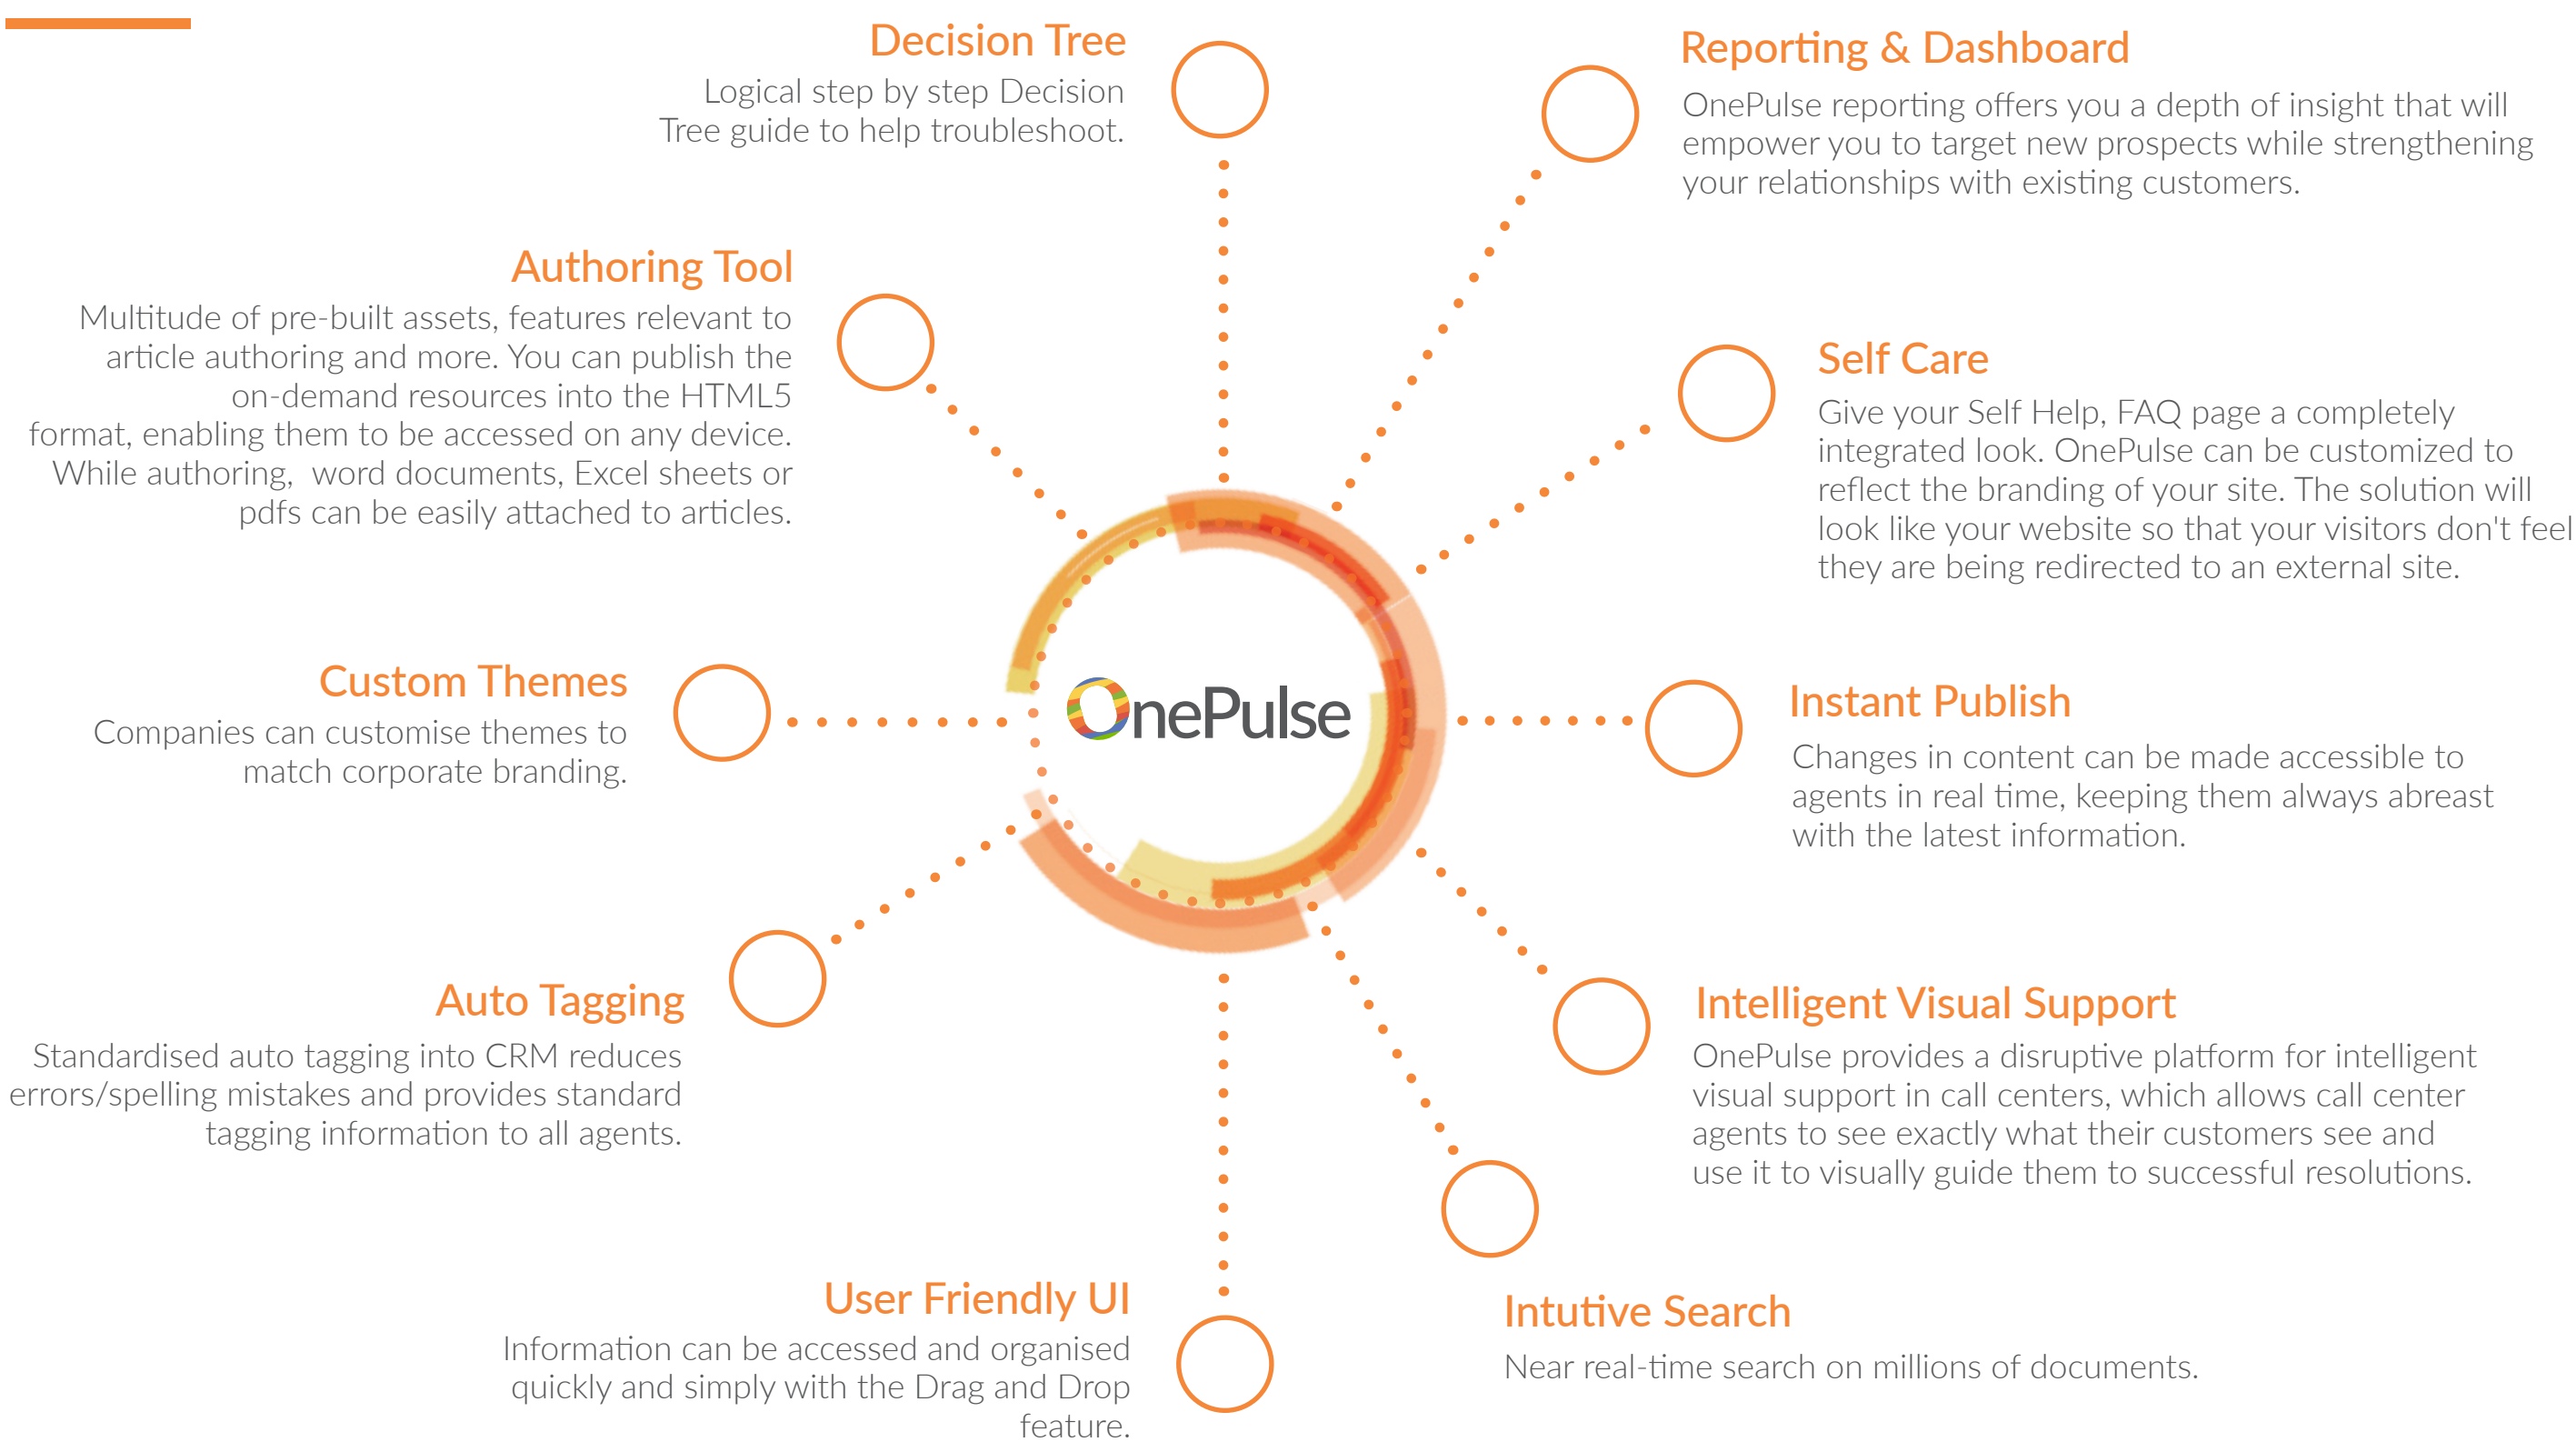 Decision Tree
Logical step by step Decision
Tree guide to help troubleshoot.
Reporting & Dashboard
OnePulse reporting offers you a depth of insight that will
empower you to target new prospects while strengthening
your relationships with existing customers.
Authoring Tool
Multitude of pre-built assets, features relevant to
article authoring and more. You can publish the
on-demand resources into the HTML5
format, enabling them to be accessed on any device.
While authoring,  word documents, Excel sheets or
pdfs can be easily attached to articles.
Self Care
Give your Self Help, FAQ page a completely
integrated look. OnePulse can be customized to
reflect the branding of your site. The solution will
look like your website so that your visitors don't feel
they are being redirected to an external site.
Custom Themes
Companies can customise themes to
match corporate branding.
OnePulse
Instant Publish
Changes in content can be made accessible to
agents in real time, keeping them always abreast
with the latest information.
Auto Tagging
Standardised auto tagging into CRM reduces
errors/spelling mistakes and provides standard
tagging information to all agents.
Intelligent Visual Support
OnePulse provides a disruptive platform for intelligent
visual support in call centers, which allows call center
agents to see exactly what their customers see and
use it to visually guide them to successful resolutions.
User Friendly UI
Information can be accessed and organised
quickly and simply with the Drag and Drop
feature.
Intutive Search
Near real-time search on millions of documents.